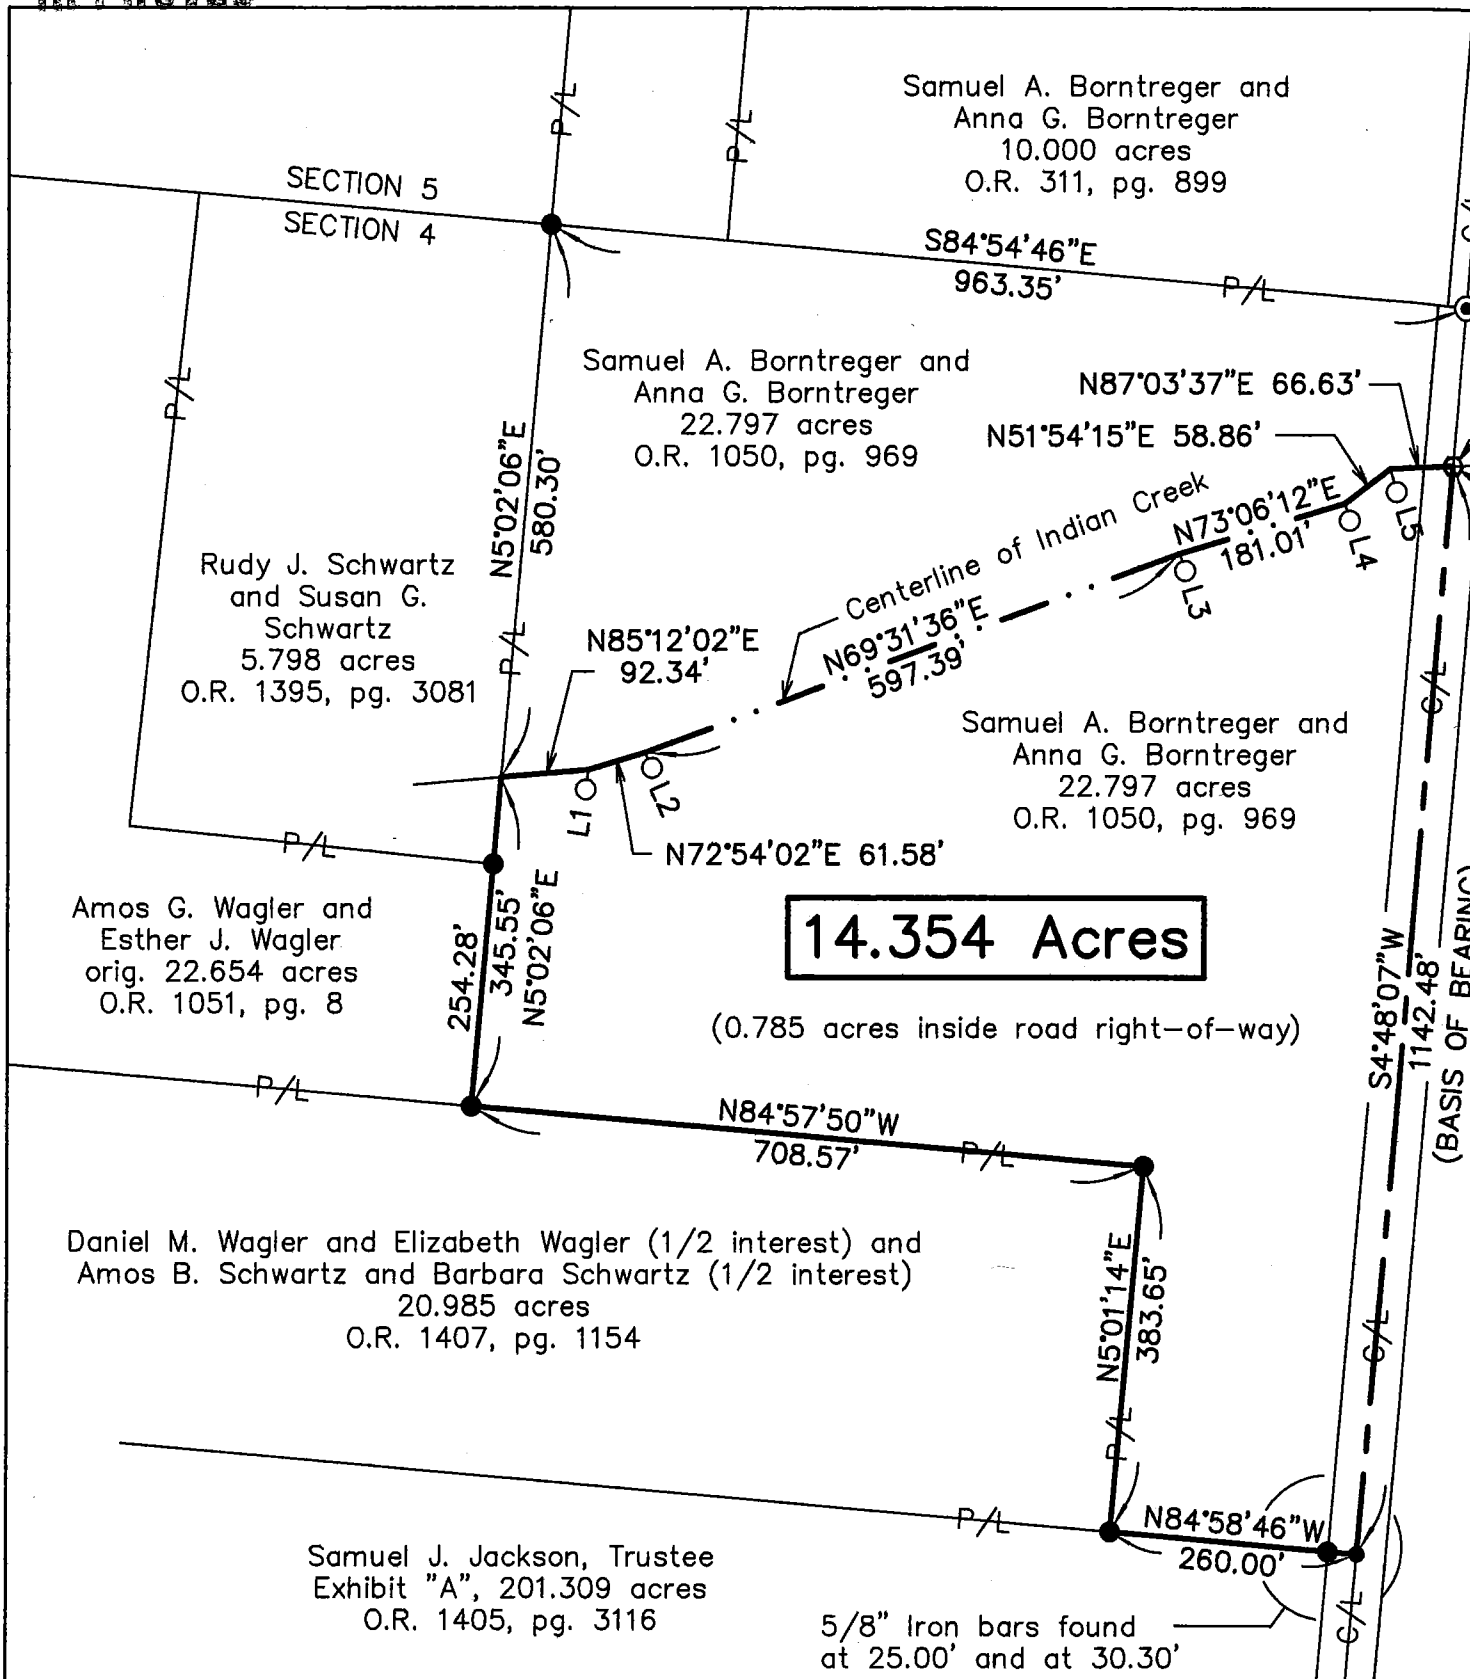 Samuel A. Borntreger and
Anna G. Borntreger
10.000 acres
O.R. 311, pg. 899
P/L
P/L
SECTION 5
SECTION 4
S84°54'46"E
963.35'
P/L
C/L
Samuel A. Borntreger and
Anna G. Borntreger
22.797 acres
O.R. 1050, pg. 969
N87°03'37"E 66.63'
N51°54'15"E 58.86'
P/L
N5°02'06"E
580.30'
Centerline of Indian Creek
N73°06'12"E
181.01'
L5
L4
L3
Rudy J. Schwartz
and Susan G.
Schwartz
5.798 acres
O.R. 1395, pg. 3081
P/L
N85°12'02"E
92.34'
N69°31'36"E
597.39'
C/L
Samuel A. Borntreger and
Anna G. Borntreger
22.797 acres
O.R. 1050, pg. 969
L1
L2
N72°54'02"E 61.58'
P/L
Amos G. Wagler and
Esther J. Wagler
orig. 22.654 acres
O.R. 1051, pg. 8
254.28'
345.55'
N5°02'06"E
14.354 Acres
(0.785 acres inside road right-of-way)
S4°48'07"W
1142.48'
(BASIS OF BEARING)
P/L
N84°57'50"W
708.57'
P/L
Daniel M. Wagler and Elizabeth Wagler (1/2 interest) and
Amos B. Schwartz and Barbara Schwartz (1/2 interest)
20.985 acres
O.R. 1407, pg. 1154
N5°01'14"E
383.65'
P/L
C/L
P/L
N84°58'46"W
260.00'
Samuel J. Jackson, Trustee
Exhibit "A", 201.309 acres
O.R. 1405, pg. 3116
5/8" Iron bars found
at 25.00' and at 30.30'
C/L